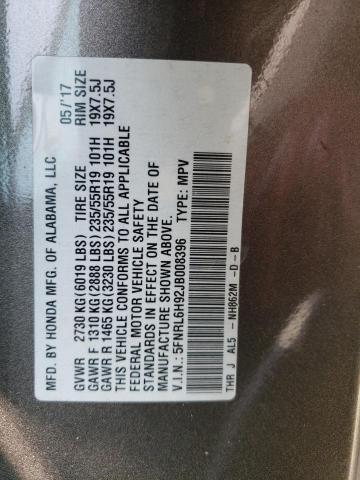 MFD. BY HONDA MFG. OF ALABAMA, LLC 05/'17
GVWR 2730 KG(6019 LBS) TIRE SIZE RIM SIZE
GAWR F 1310 KG(2888 LBS) 235/55R19 101H 19X7.5J
GAWR R 1465 KG(3230 LBS) 235/55R19 101H 19X7.5J
THIS VEHICLE CONFORMS TO ALL APPLICABLE
FEDERAL MOTOR VEHICLE SAFETY
STANDARDS IN EFFECT ON THE DATE OF
MANUFACTURE SHOWN ABOVE.
V.I.N.: 5FNRL6H92JB008396 TYPE: MPV
THR J AL5 -NH862M -D-B